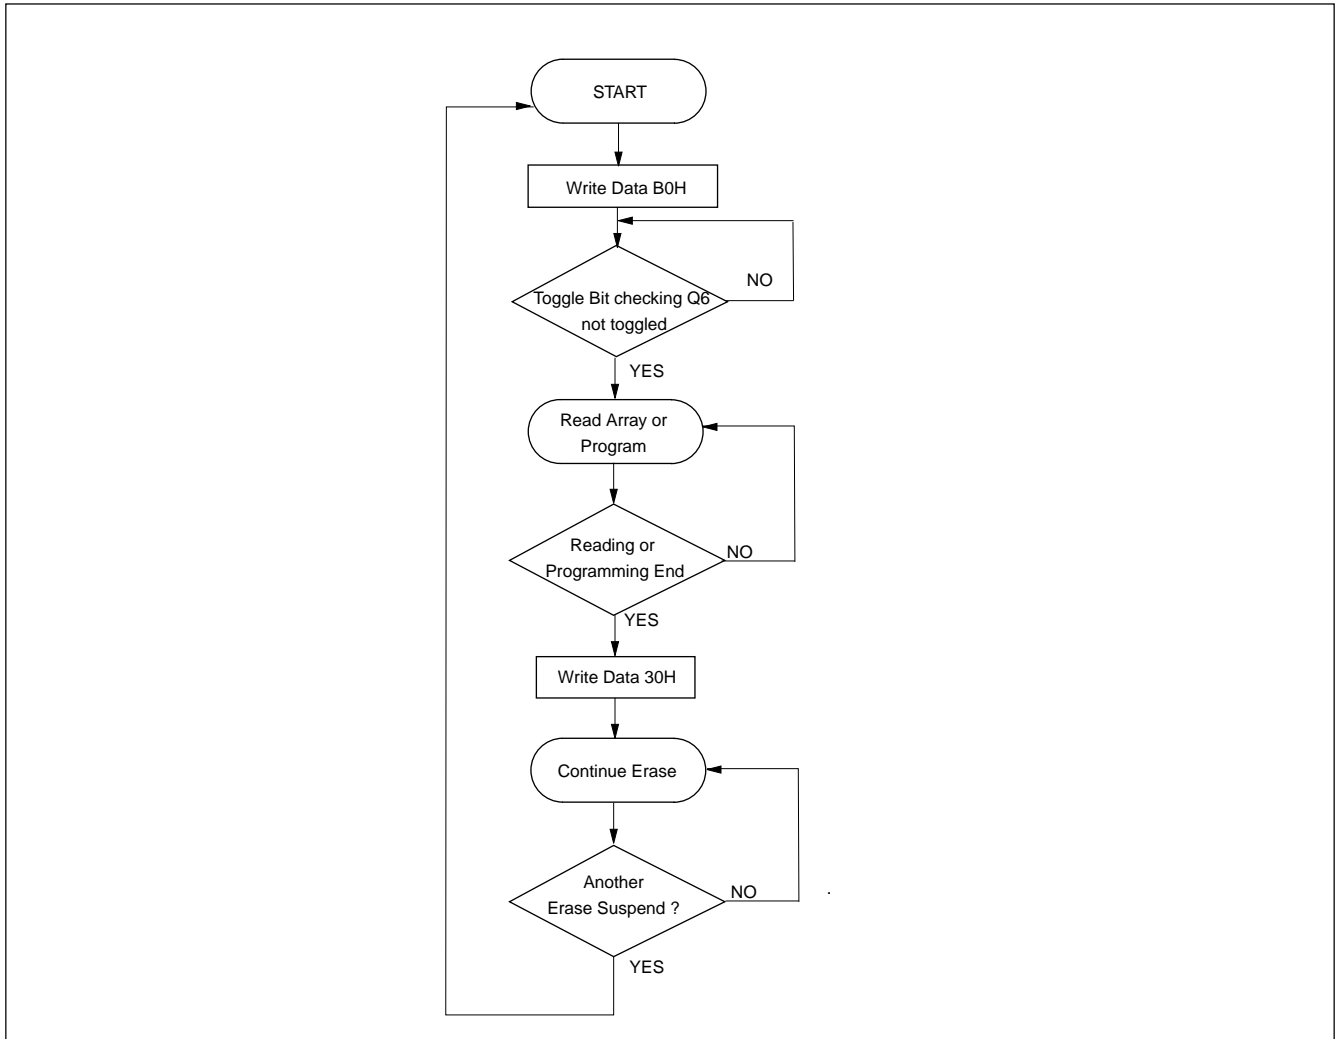 START
Write Data B0H
NO
Toggle Bit checking Q6
not toggled
YES
Read Array or
Program
Reading or
Programming End
NO
YES
Write Data 30H
Continue Erase
Another
Erase Suspend ?
NO
.
YES